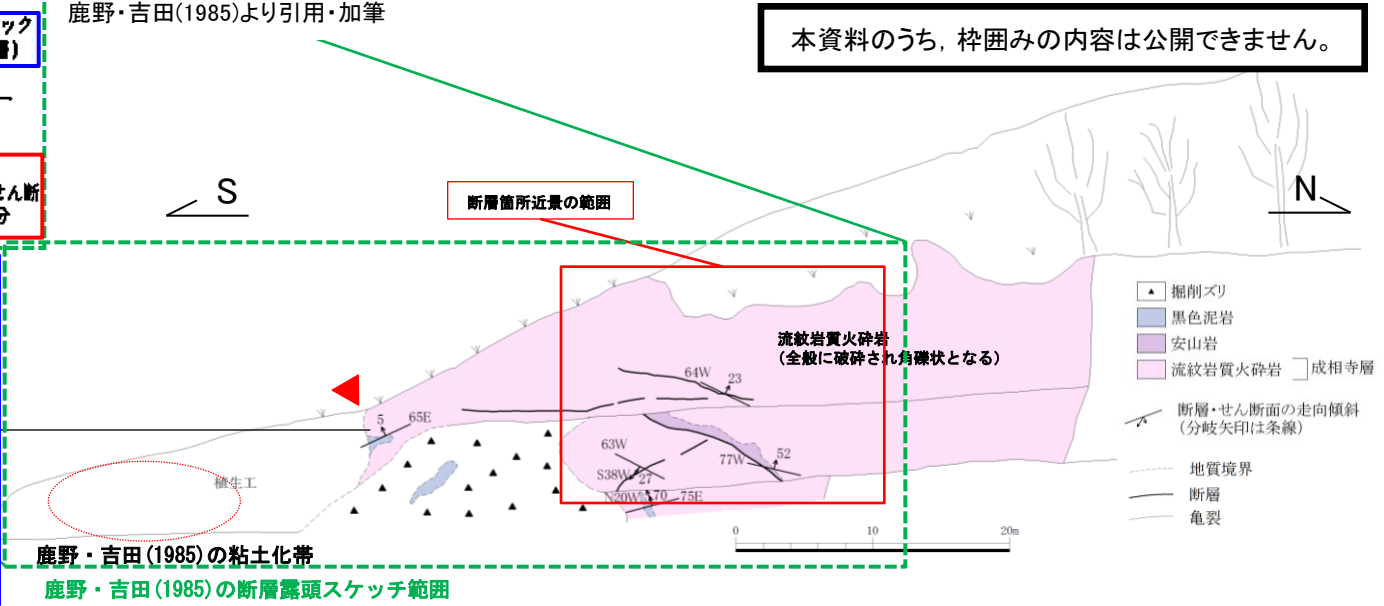 鹿野・吉田(1985)より引用・加筆
本資料のうち，枠囲みの内容は公開できません。
ック
層)
せん断
分
S
N
断層箇所近景の範囲
流紋岩質火砕岩
(全般に破砕され角礫状となる)
64W
23
5
65E
63W
S38W
27
77W
52
N20W
70
75E
植生工
0
10
20m
掘削ズリ
黒色泥岩
安山岩
流紋岩質火砕岩
成相寺層
断層・せん断面の走向傾斜
(分岐矢印は条線)
地質境界
断層
亀裂
鹿野・吉田(1985)の粘土化帯
鹿野・吉田(1985)の断層露頭スケッチ範囲